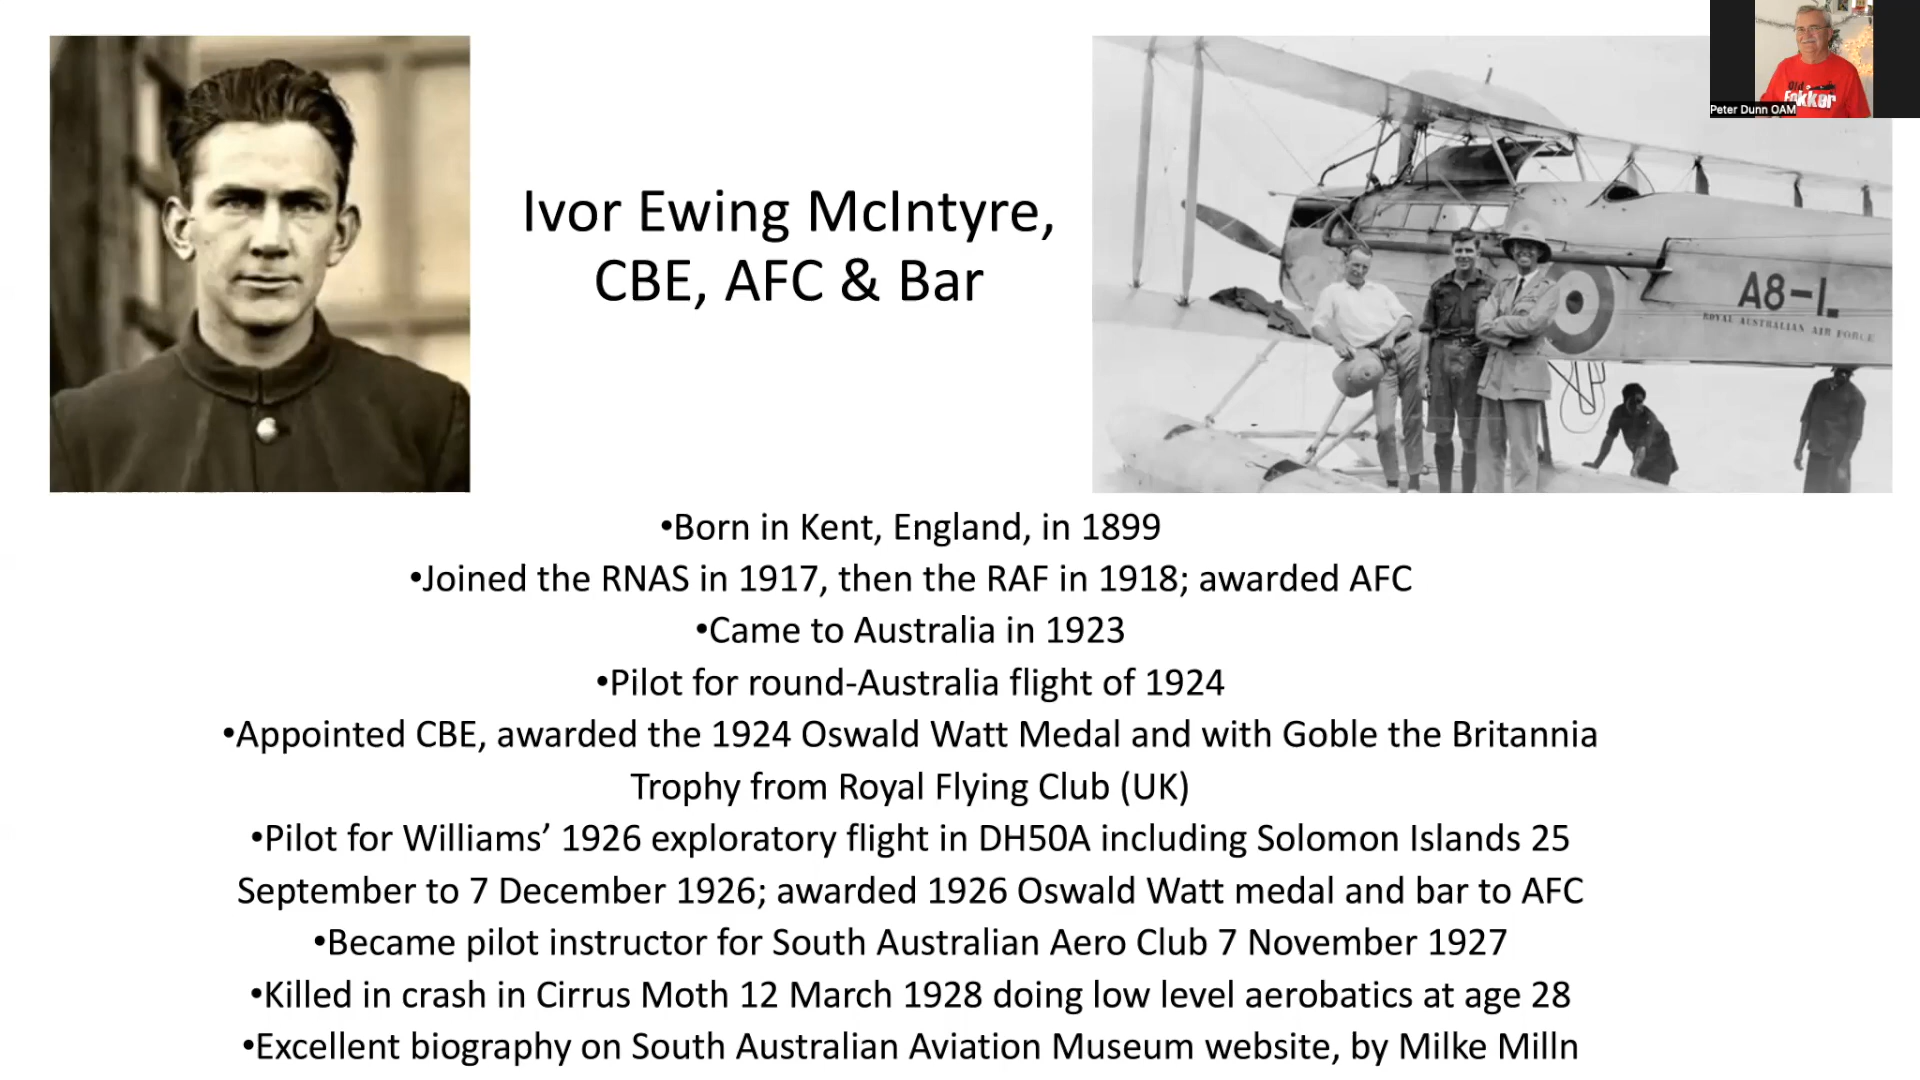 Peter Dunn OAM
Old
Fokker
Ivor Ewing McIntyre,
CBE, AFC & Bar
A8-1
ROYAL AUSTRALIAN AIR FORCE
•Born in Kent, England, in 1899
•Joined the RNAS in 1917, then the RAF in 1918; awarded AFC
•Came to Australia in 1923
•Pilot for round-Australia flight of 1924
•Appointed CBE, awarded the 1924 Oswald Watt Medal and with Goble the Britannia
Trophy from Royal Flying Club (UK)
•Pilot for Williams’ 1926 exploratory flight in DH50A including Solomon Islands 25
September to 7 December 1926; awarded 1926 Oswald Watt medal and bar to AFC
•Became pilot instructor for South Australian Aero Club 7 November 1927
•Killed in crash in Cirrus Moth 12 March 1928 doing low level aerobatics at age 28
•Excellent biography on South Australian Aviation Museum website, by Milke Milln